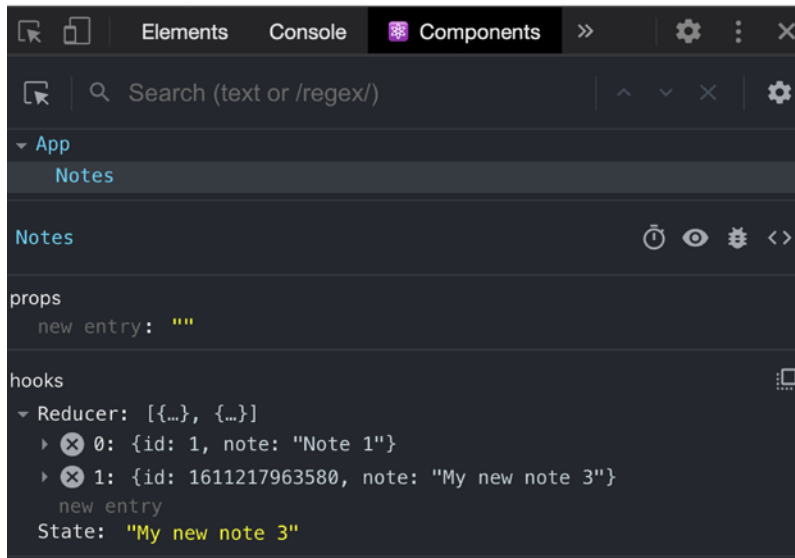 Elements Console Components »
Search (text or /regex/)
App
Notes
Notes
props
new entry: ""
hooks
Reducer: [{…}, {…}]
0: {id: 1, note: "Note 1"}
1: {id: 1611217963580, note: "My new note 3"}
new entry
State: "My new note 3"